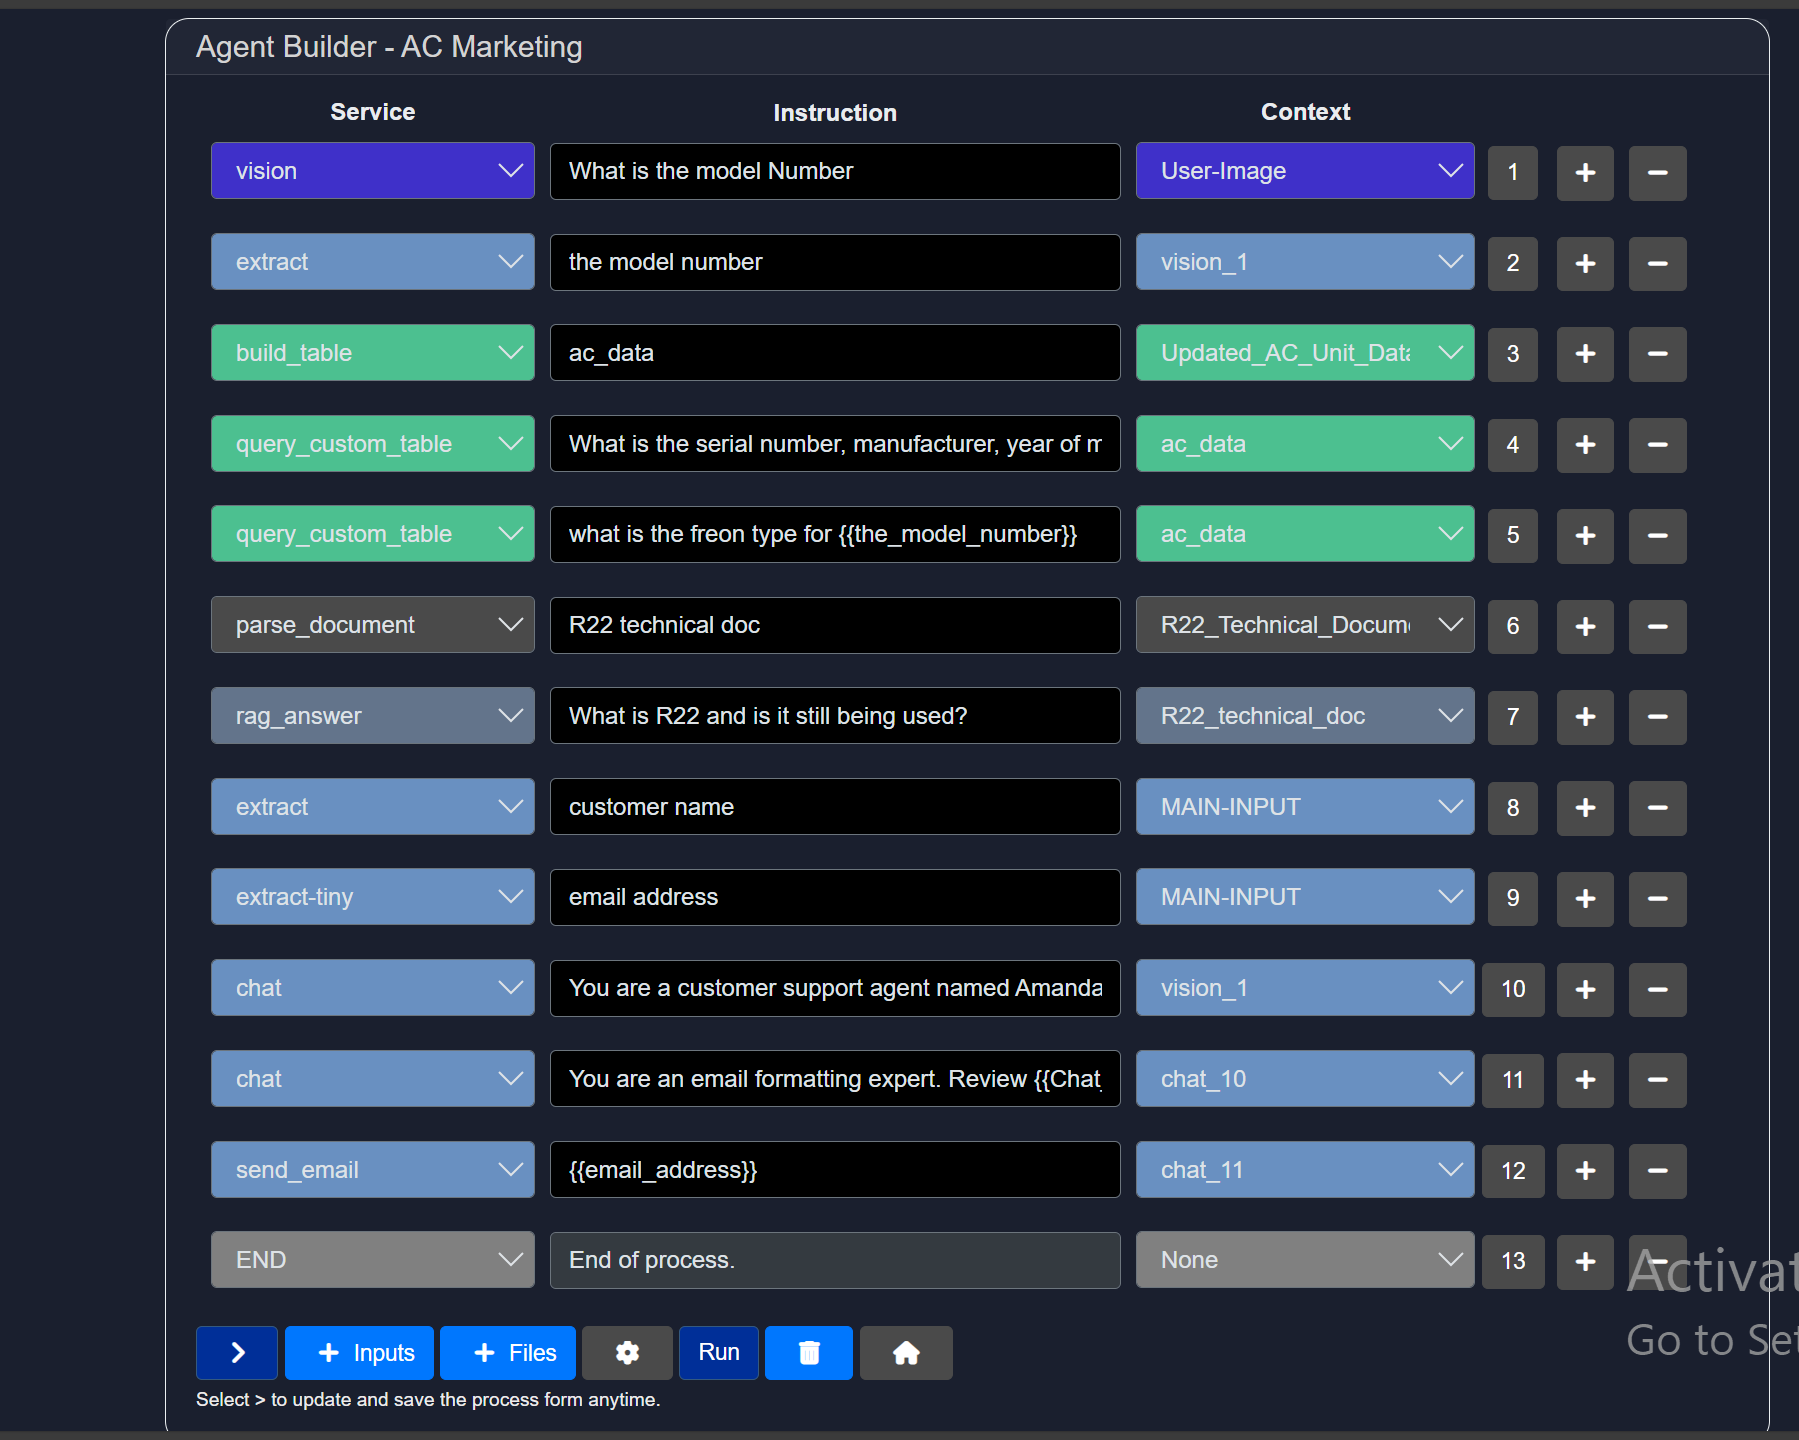 Agent Builder - AC Marketing
Service Instruction Context
vision What is the model Number User-Image 1 + −
extract the model number vision_1 2 + −
build_table ac_data Updated_AC_Unit_Data 3 + −
query_custom_table What is the serial number, manufacturer, year of m ac_data 4 + −
query_custom_table what is the freon type for {{the_model_number}} ac_data 5 + −
parse_document R22 technical doc R22_Technical_Docum 6 + −
rag_answer What is R22 and is it still being used? R22_technical_doc 7 + −
extract customer name MAIN-INPUT 8 + −
extract-tiny email address MAIN-INPUT 9 + −
chat You are a customer support agent named Amanda vision_1 10 + −
chat You are an email formatting expert. Review {{Chat_ chat_10 11 + −
send_email {{email_address}} chat_11 12 + −
END End of process. None 13 + −
Activat
Go to Set
> + Inputs + Files Run
Select > to update and save the process form anytime.